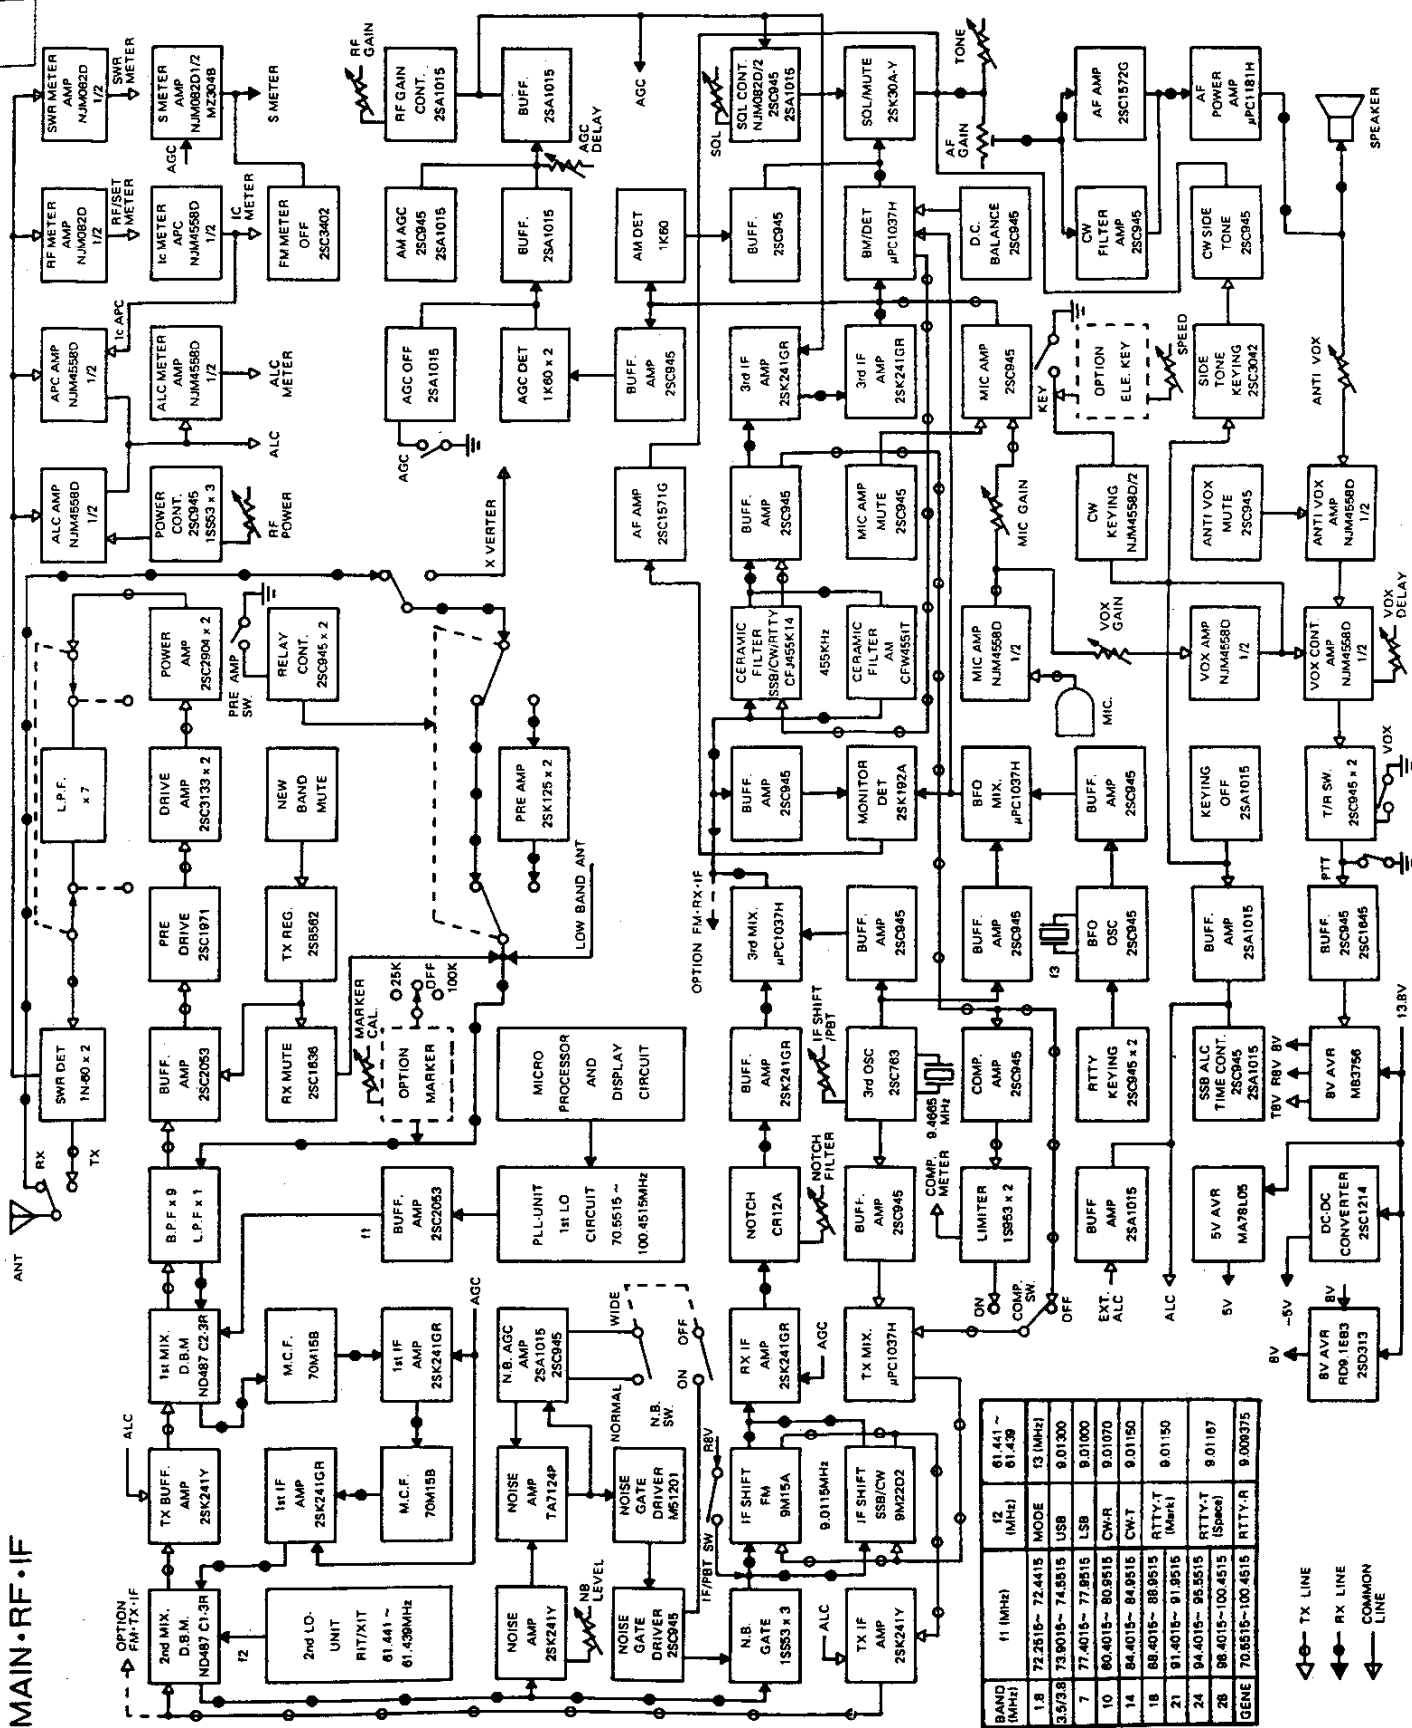 MAIN·RF·IF
ANT
RX
TX
SWR DET
1N-60 x 2
L.P.F.
x 7
ALC AMP
NJM4558D
1/2
APC AMP
NJM4558D
1/2
RF METER
AMP
NJM082D
1/2
SWR METER
AMP
NJM082D
1/2
Ic APC
RF/SET
METER
SWR
METER
OPTION
FM·TX·IF
ALC
2nd MIX.
D.B.M
ND487 C1-3R
TX BUFF.
AMP
2SK241Y
1st MIX.
D.B.M
ND487 C2-3R
B.P.F x 9
L.P.F x 1
BUFF.
AMP
2SC2053
PRE
DRIVE
2SC1971
DRIVE
AMP
2SC3133 x 2
POWER
AMP
2SC2904 x 2
POWER
CONT.
2SC945
1SS53 x 3
ALC METER
AMP
NJM4558D
1/2
Ic METER
APC
NJM4558D
1/2
S METER
AMP
NJM082D1/2
MZ304B
AGC
PRE AMP
SW.
RF
POWER
ALC
ALC
METER
IC
METER
S METER
f2
2nd LO.
UNIT
RIT/XIT
61.441 ~
61.439MHz
1st IF
AMP
2SK241GR
M.C.F.
70M15B
RX MUTE
2SC1636
TX REG.
2SB562
NEW
BAND
MUTE
RELAY
CONT.
2SC945 x 2
FM METER
OFF
2SC3402
f1
MARKER
CAL.
RF
GAIN
M.C.F.
70M15B
1st IF
AMP
2SK241GR
BUFF.
AMP
2SC2053
OPTION
MARKER
25K
OFF
100K
AGC
AGC OFF
2SA1015
AM AGC
2SC945
2SA1015
RF GAIN
CONT.
2SA1015
AGC
X VERTER
NOISE
AMP
2SK241Y
NOISE
AMP
TA7124P
N.B. AGC
AMP
2SA1015
2SC945
PLL-UNIT
1st LO
CIRCUIT
70.5515 ~
100.4515MHz
MICRO
PROCESSOR
AND
DISPLAY
CIRCUIT
PRE AMP
2SK125 x 2
AGC DET
1K60 x 2
BUFF.
2SA1015
BUFF.
2SA1015
AGC
DELAY
LOW BAND ANT
NB
LEVEL
NORMAL
WIDE
NOISE
GATE
DRIVER
2SC945
NOISE
GATE
DRIVER
M51201
N.B.
SW.
ON
OFF
AF AMP
2SC1571G
BUFF.
AMP
2SC945
AM DET
1K60
AGC
IF/PBT SW
R8V
OPTION FM·RX·IF
SQL
N.B.
GATE
1SS53 x 3
IF SHIFT
FM
9M15A
RX IF
AMP
2SK241GR
NOTCH
CR12A
BUFF.
AMP
2SK241GR
3rd MIX.
µPC1037H
BUFF.
AMP
2SC945
CERAMIC
FILTER
SSB/CW/RTTY
CFJ455K14
BUFF.
AMP
2SC945
3rd IF
AMP
2SK241GR
BUFF.
2SC945
SQL CONT.
NJM082D/2
2SC945
2SA1015
ALC
9.0115MHz
AGC
NOTCH
FILTER
IF SHIFT
/PBT
455KHz
TX IF
AMP
2SK241Y
IF SHIFT
SSB/CW
9M22D2
TX MIX.
µPC1037H
BUFF.
AMP
2SC945
3rd OSC
2SC763
BUFF.
AMP
2SC945
MONITOR
DET
2SK192A
CERAMIC
FILTER
AM
CFW455IT
MIC AMP
MUTE
2SC945
3rd IF
AMP
2SK241GR
BM/DET
µPC1037H
SQL/MUTE
2SK30A-Y
COMP.
METER
9.4665
MHz
AF
GAIN
TONE
LIMITER
1S953 x 2
COMP.
AMP
2SC945
BUFF.
AMP
2SC945
BFO
MIX.
µPC1037H
MIC AMP
NJM4558D
1/2
MIC GAIN
MIC AMP
2SC945
D.C.
BALANCE
2SC945
ON
COMP.
SW.
OFF
f3
MIC.
VOX
GAIN
KEY
EXT.
ALC
BUFF
AMP
2SA1015
RTTY
KEYING
2SC945 x 2
BFO
OSC
2SC945
BUFF.
AMP
2SC945
CW
KEYING
NJM4558D/2
OPTION
ELE. KEY
CW
FILTER
AMP
2SC945
AF AMP
2SC1572G
ALC
SPEED
5V
5V AVR
MA78L05
SSB ALC
TIME CONT.
2SC945
2SA1015
BUFF.
AMP
2SA1015
KEYING
OFF
2SA1015
VOX AMP
NJM4558D
1/2
ANTI VOX
MUTE
2SC945
SIDE
TONE
KEYING
2SC3042
CW SIDE
TONE
2SC945
AF
POWER
AMP
µPC1181H
8V
-5V
8V
T8V
R8V
8V
PTT
ANTI VOX
8V AVR
RD9.1EB3
2SD313
DC-DC
CONVERTER
2SC1214
8V AVR
MB3756
BUFF.
2SC945
2SC1645
T/R SW.
2SC945 x 2
VOX CONT.
AMP
NJM4558D
1/2
ANTI VOX
AMP
NJM4558D
1/2
SPEAKER
VOX
VOX
DELAY
13.8V
BAND
(MHz)
f1 (MHz)
f2
(MHz)
61.441 ~
61.439
MODE
f3 (MHz)
1.8 72.2515~ 72.4415 USB 9.01300
3.5/3.8 73.9015~ 74.5515 LSB 9.01000
7 77.4015~ 77.9515 CW-R 9.01070
10 80.4015~ 80.9515 CW-T 9.01150
14 84.4015~ 84.9515 RTTY-T
(Mark) 9.01150
18 88.4015~ 88.9515
21 91.4015~ 91.9515 RTTY-T
(Space) 9.01167
24 94.4015~ 95.5515
28 98.4015~100.4515 RTTY-R 9.009375
GENE 70.5515~100.4515
TX LINE
RX LINE
COMMON
LINE